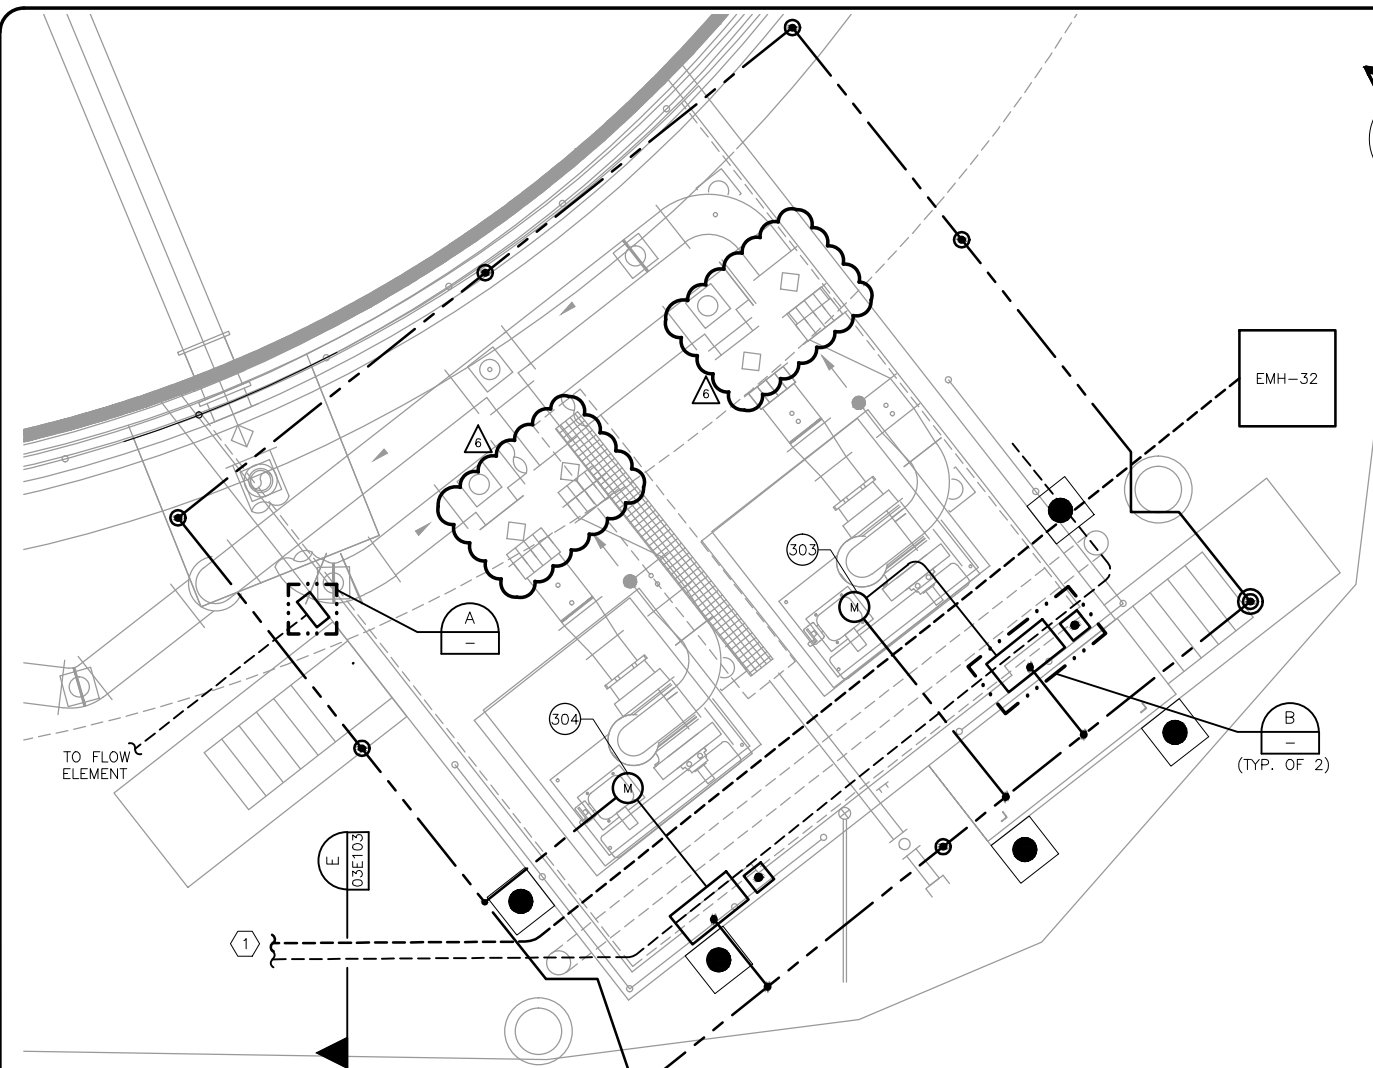 EMH-32
6
6
303
M
A
-
304
B
-
(TYP. OF 2)
TO FLOW
ELEMENT
M
E
03E103
1